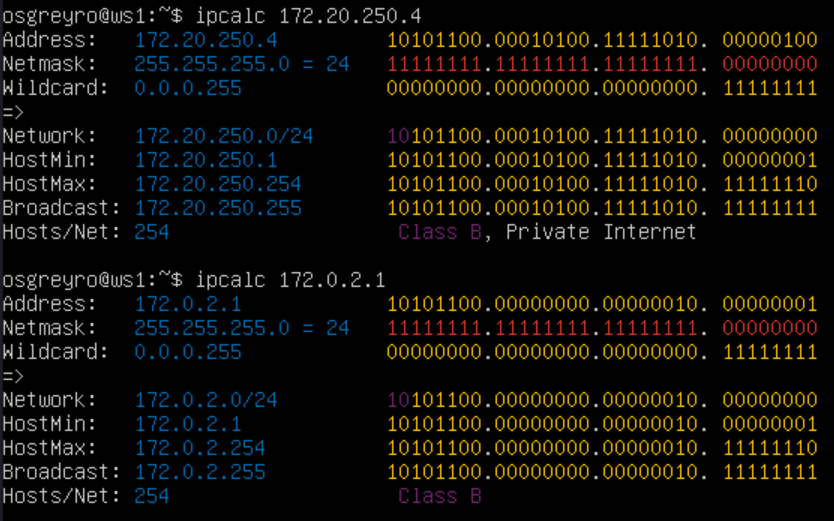 osgreyro@ws1:~$ ipcalc 172.20.250.4
Address:   172.20.250.4         10101100.00010100.11111010. 00000100
Netmask:   255.255.255.0 = 24   11111111.11111111.11111111. 00000000
Wildcard:  0.0.0.255            00000000.00000000.00000000. 11111111
=>
Network:   172.20.250.0/24      10101100.00010100.11111010. 00000000
HostMin:   172.20.250.1         10101100.00010100.11111010. 00000001
HostMax:   172.20.250.254       10101100.00010100.11111010. 11111110
Broadcast: 172.20.250.255       10101100.00010100.11111010. 11111111
Hosts/Net: 254                   Class B, Private Internet
osgreyro@ws1:~$ ipcalc 172.0.2.1
Address:   172.0.2.1            10101100.00000000.00000010. 00000001
Netmask:   255.255.255.0 = 24   11111111.11111111.11111111. 00000000
Wildcard:  0.0.0.255            00000000.00000000.00000000. 11111111
=>
Network:   172.0.2.0/24         10101100.00000000.00000010. 00000000
HostMin:   172.0.2.1            10101100.00000000.00000010. 00000001
HostMax:   172.0.2.254          10101100.00000000.00000010. 11111110
Broadcast: 172.0.2.255          10101100.00000000.00000010. 11111111
Hosts/Net: 254                   Class B